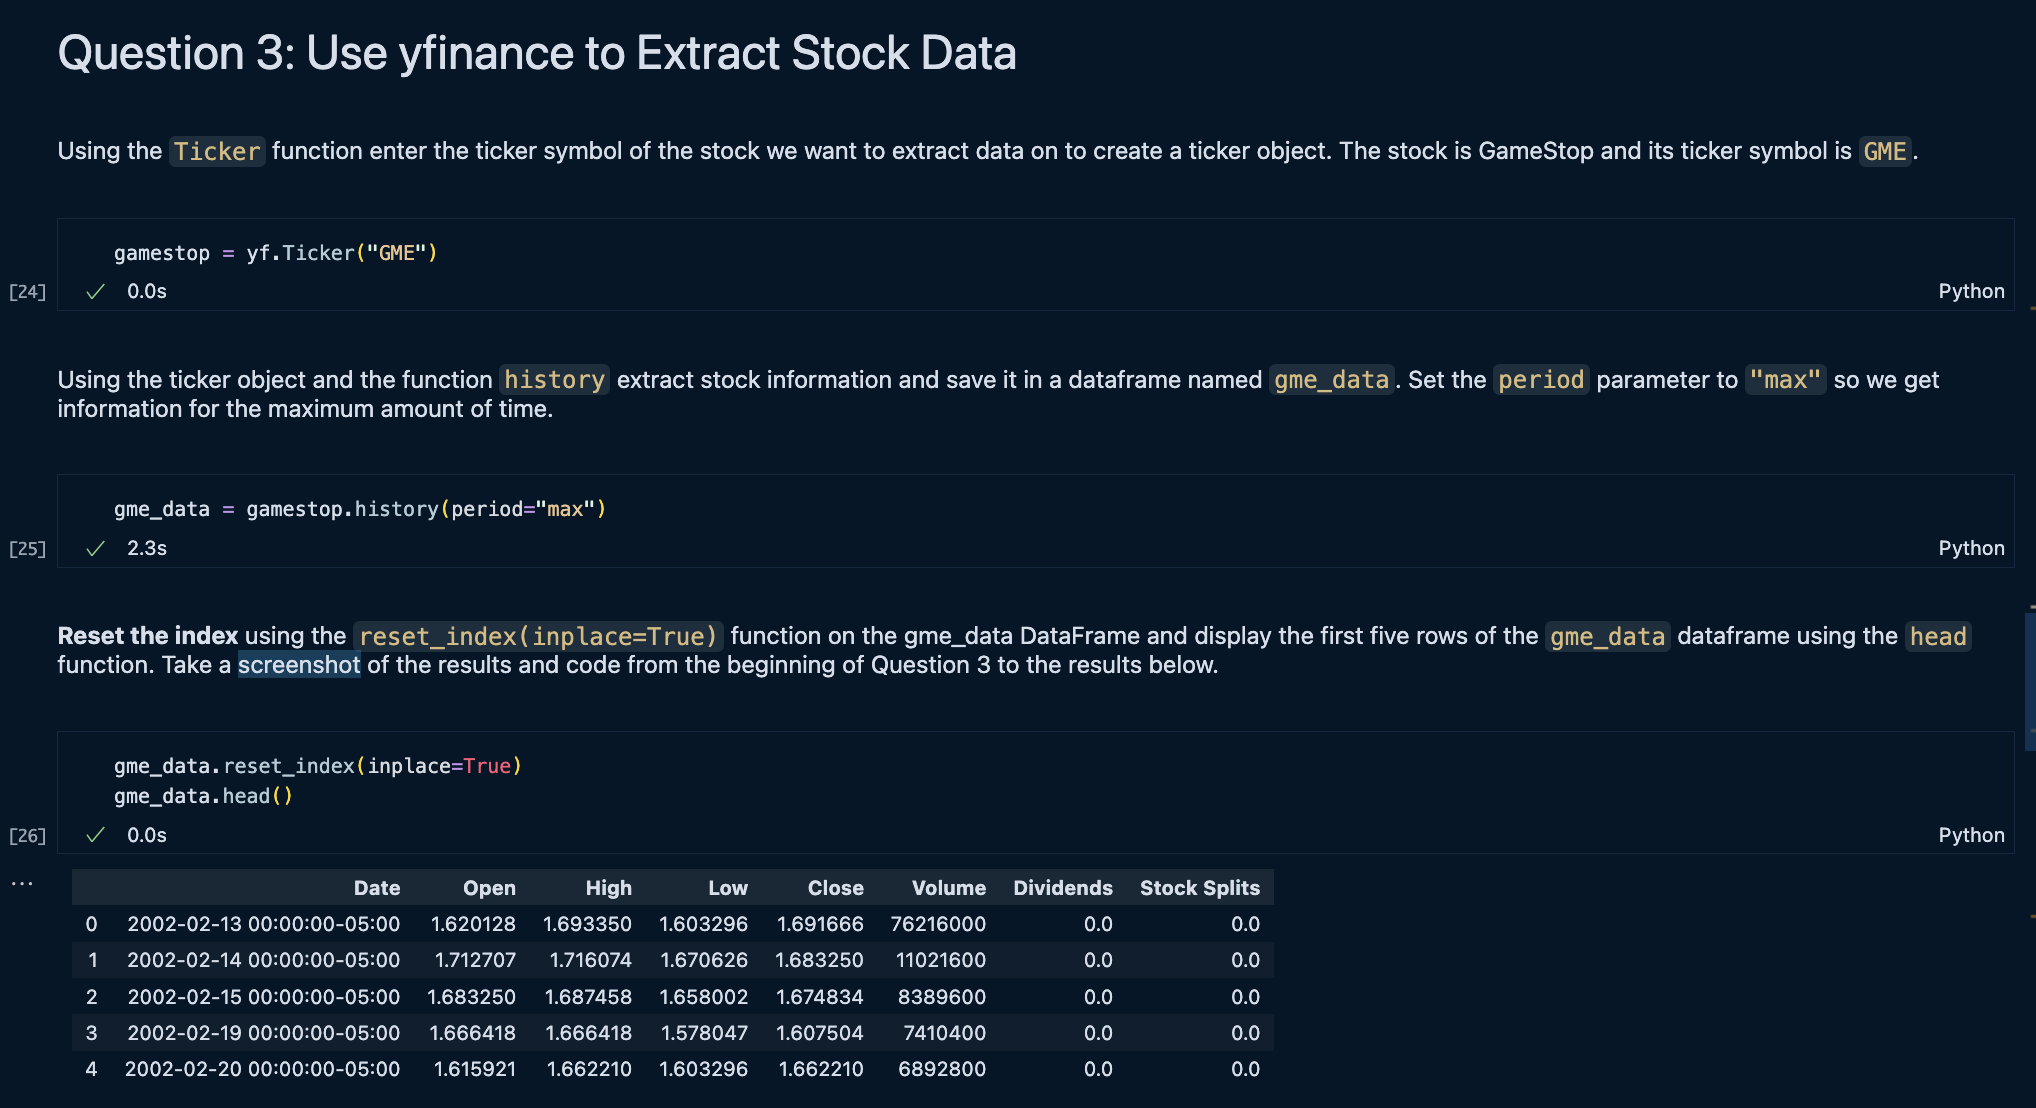 Question 3: Use yfinance to Extract Stock Data
Using the Ticker function enter the ticker symbol of the stock we want to extract data on to create a ticker object. The stock is GameStop and its ticker symbol is GME.
gamestop = yf.Ticker("GME")
[24] ✓ 0.0s Python
Using the ticker object and the function history extract stock information and save it in a dataframe named gme_data. Set the period parameter to "max" so we get
information for the maximum amount of time.
gme_data = gamestop.history(period="max")
[25] ✓ 2.3s Python
Reset the index using the reset_index(inplace=True) function on the gme_data DataFrame and display the first five rows of the gme_data dataframe using the head
function. Take a screenshot of the results and code from the beginning of Question 3 to the results below.
gme_data.reset_index(inplace=True)
gme_data.head()
[26] ✓ 0.0s Python
...
Date Open High Low Close Volume Dividends Stock Splits
0 2002-02-13 00:00:00-05:00 1.620128 1.693350 1.603296 1.691666 76216000 0.0 0.0
1 2002-02-14 00:00:00-05:00 1.712707 1.716074 1.670626 1.683250 11021600 0.0 0.0
2 2002-02-15 00:00:00-05:00 1.683250 1.687458 1.658002 1.674834 8389600 0.0 0.0
3 2002-02-19 00:00:00-05:00 1.666418 1.666418 1.578047 1.607504 7410400 0.0 0.0
4 2002-02-20 00:00:00-05:00 1.615921 1.662210 1.603296 1.662210 6892800 0.0 0.0